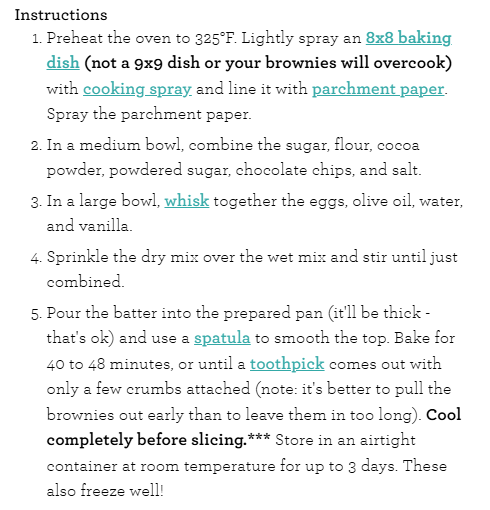 Instructions
1. Preheat the oven to 325°F. Lightly spray an 8x8 baking
dish (not a 9x9 dish or your brownies will overcook)
with cooking spray and line it with parchment paper.
Spray the parchment paper.
2. In a medium bowl, combine the sugar, flour, cocoa
powder, powdered sugar, chocolate chips, and salt.
3. In a large bowl, whisk together the eggs, olive oil, water,
and vanilla.
4. Sprinkle the dry mix over the wet mix and stir until just
combined.
5. Pour the batter into the prepared pan (it'll be thick -
that's ok) and use a spatula to smooth the top. Bake for
40 to 48 minutes, or until a toothpick comes out with
only a few crumbs attached (note: it's better to pull the
brownies out early than to leave them in too long). Cool
completely before slicing.*** Store in an airtight
container at room temperature for up to 3 days. These
also freeze well!